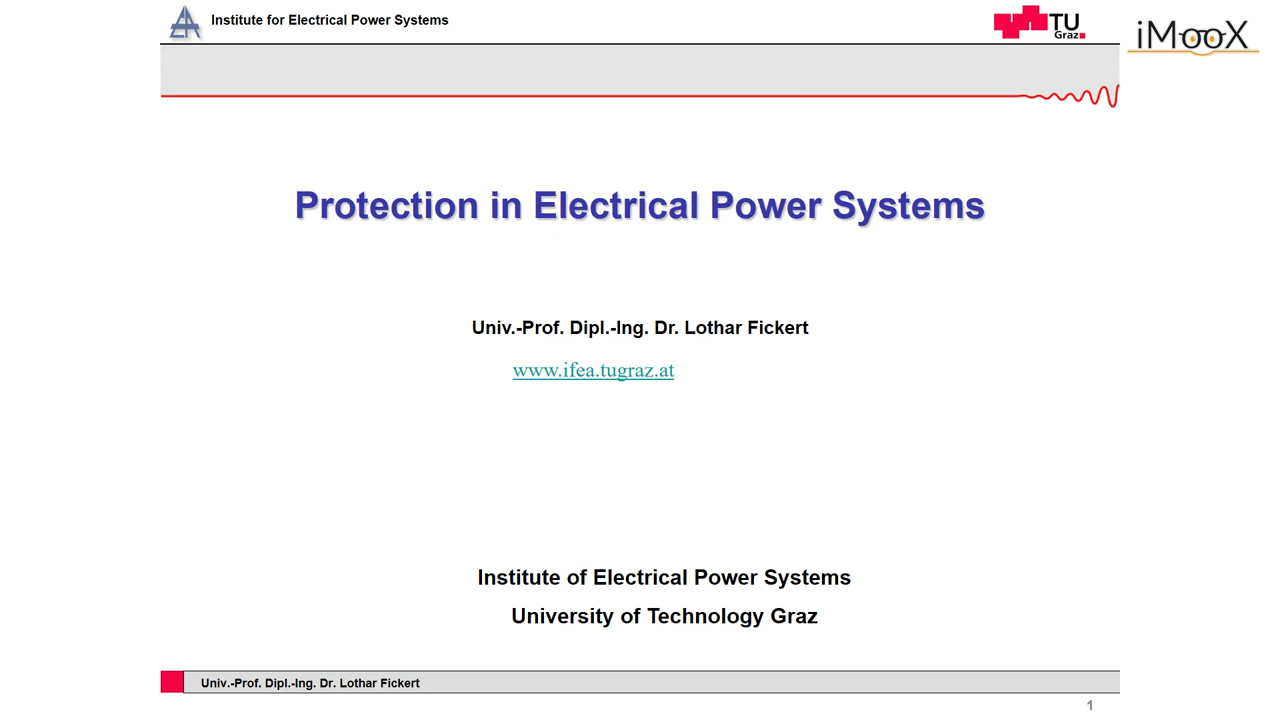 Institute for Electrical Power Systems
TU
Graz
iMooX
Protection in Electrical Power Systems
Univ.-Prof. Dipl.-Ing. Dr. Lothar Fickert
www.ifea.tugraz.at
Institute of Electrical Power Systems
University of Technology Graz
Univ.-Prof. Dipl.-Ing. Dr. Lothar Fickert
1